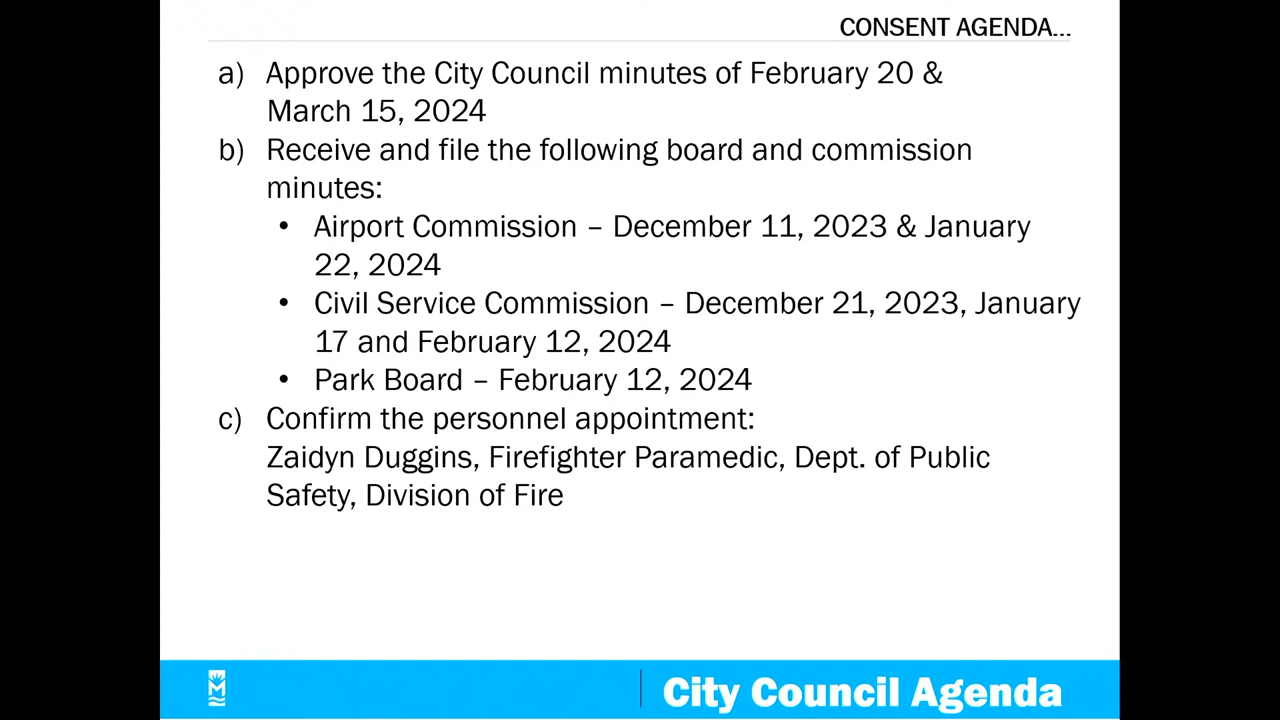 CONSENT AGENDA...
a) Approve the City Council minutes of February 20 &
March 15, 2024
b) Receive and file the following board and commission
minutes:
• Airport Commission – December 11, 2023 & January
22, 2024
• Civil Service Commission – December 21, 2023, January
17 and February 12, 2024
• Park Board – February 12, 2024
c) Confirm the personnel appointment:
Zaidyn Duggins, Firefighter Paramedic, Dept. of Public
Safety, Division of Fire
M
City Council Agenda